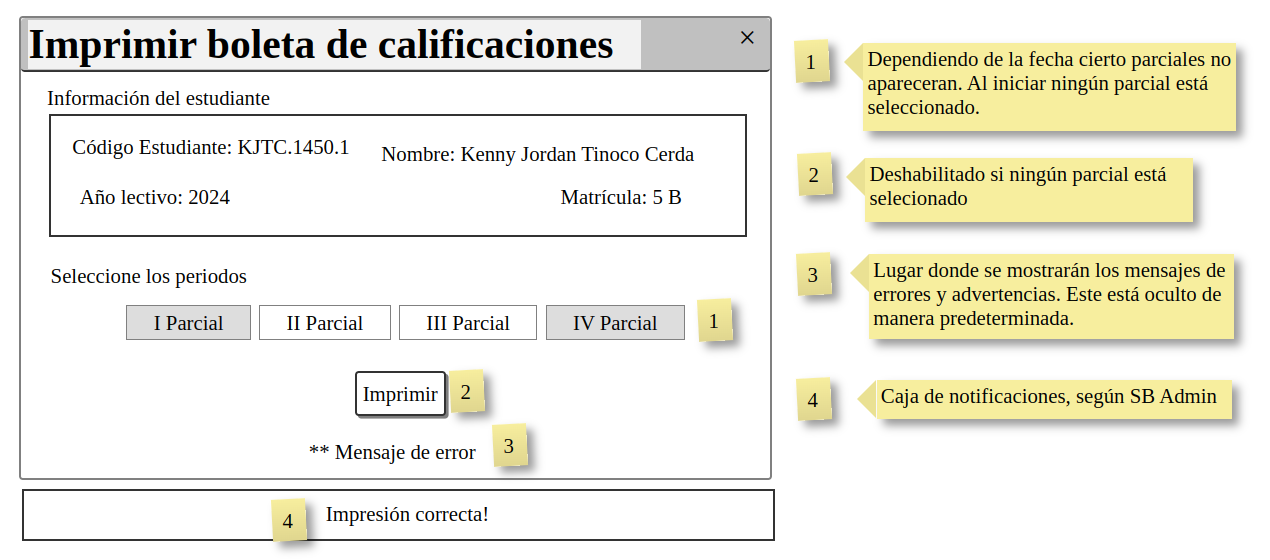 Imprimir boleta de calificaciones
×
Información del estudiante
Código Estudiante: KJTC.1450.1
Nombre: Kenny Jordan Tinoco Cerda
Año lectivo: 2024
Matrícula: 5 B
Seleccione los periodos
I Parcial
II Parcial
III Parcial
IV Parcial
1
Imprimir
2
** Mensaje de error
3
4
Impresión correcta!
1
Dependiendo de la fecha cierto parciales no
apareceran. Al iniciar ningún parcial está
seleccionado.
2
Deshabilitado si ningún parcial está
selecionado
3
Lugar donde se mostrarán los mensajes de
errores y advertencias. Este está oculto de
manera predeterminada.
4
Caja de notificaciones, según SB Admin